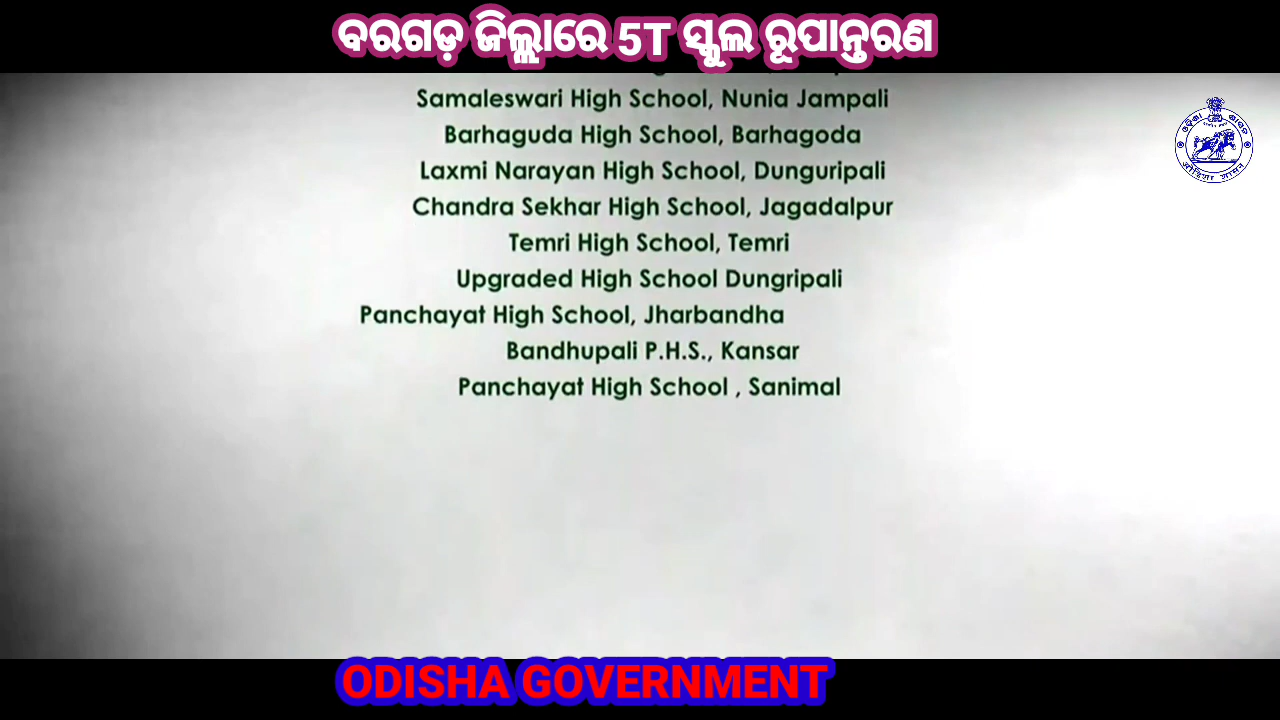 ବରଗଡ଼ ଜିଲ୍ଲାରେ 5T ସ୍କୁଲ ରୂପାନ୍ତରଣ
Samaleswari High School, Nunia Jampali
Barhaguda High School, Barhagoda
Laxmi Narayan High School, Dunguripali
Chandra Sekhar High School, Jagadalpur
Temri High School, Temri
Upgraded High School Dungripali
Panchayat High School, Jharbandha
Bandhupali P.H.S., Kansar
Panchayat High School , Sanimal
ODISHA GOVERNMENT